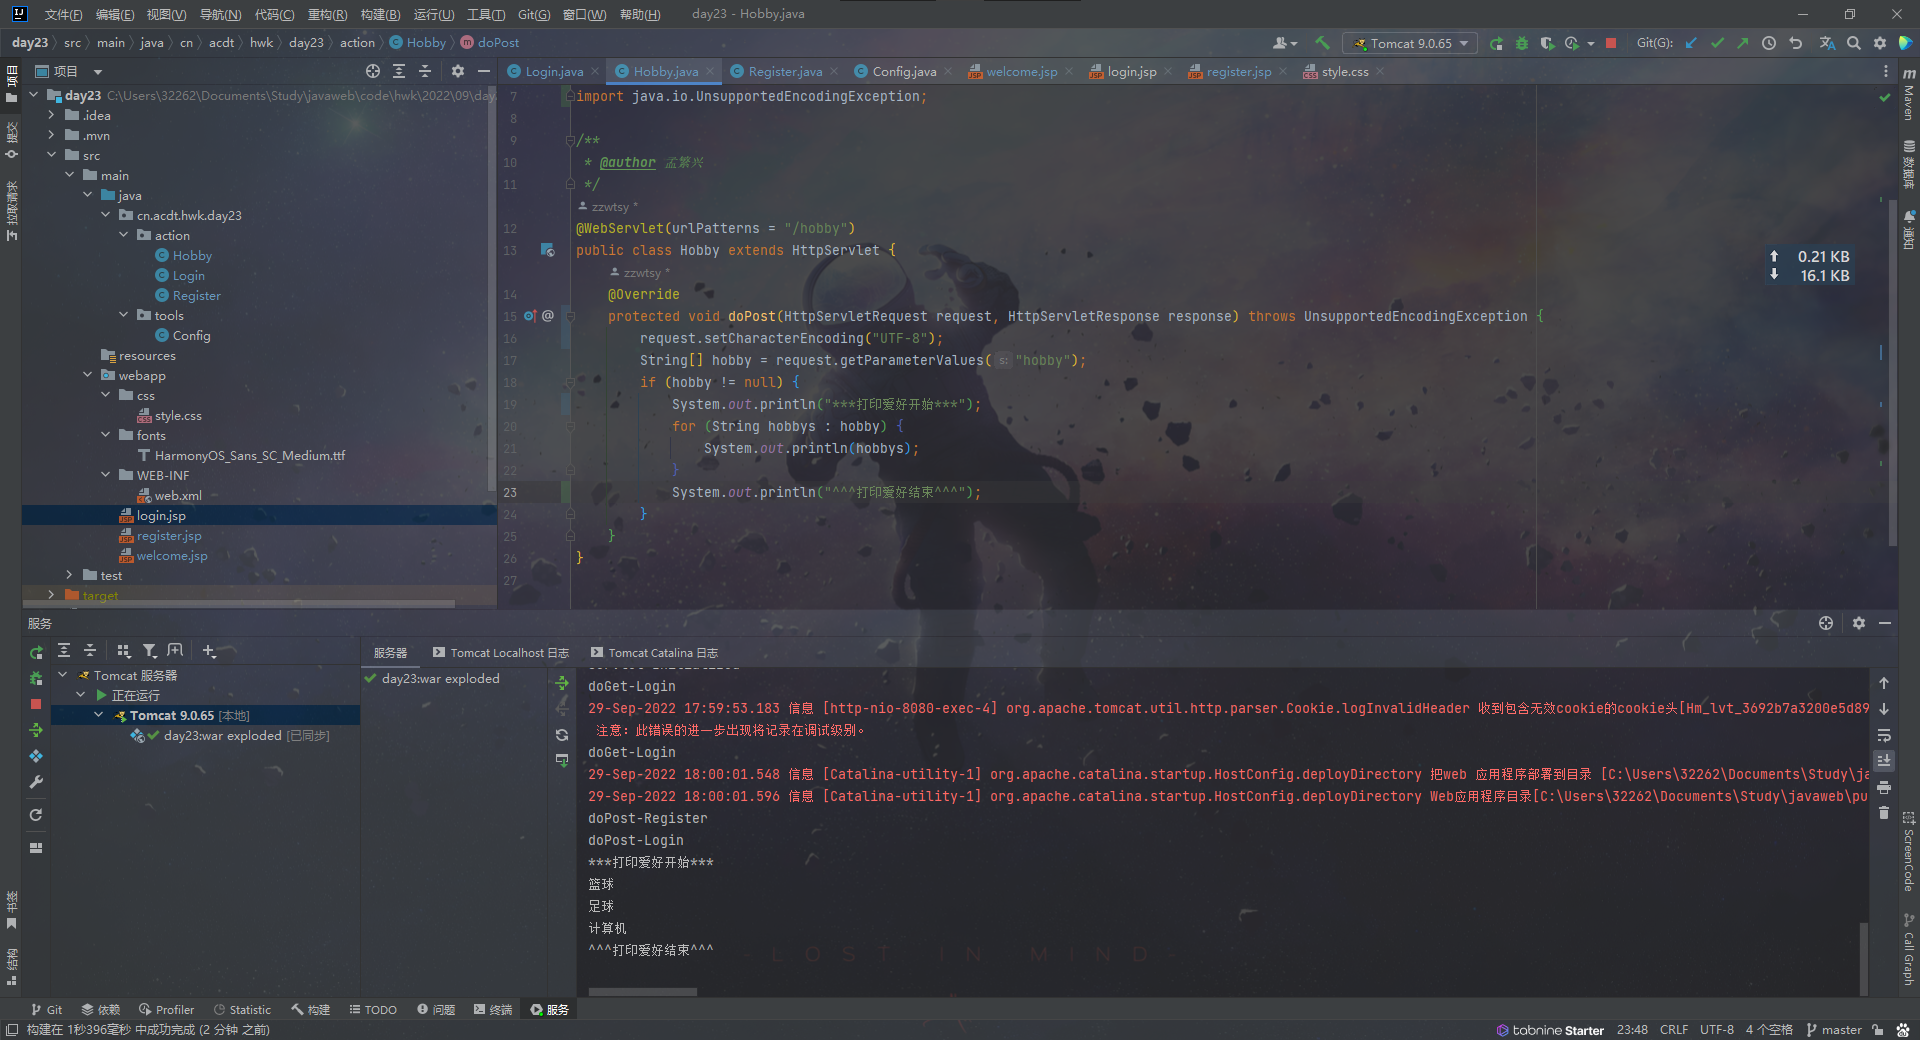 文件(F) 编辑(E) 视图(V) 导航(N) 代码(C) 重构(R) 构建(B) 运行(U) 工具(T) Git(G) 窗口(W) 帮助(H) day23 - Hobby.java
day23 src main java cn acdt hwk day23 action Hobby doPost
Tomcat 9.0.65 Git(G):
项目
Login.java Hobby.java Register.java Config.java welcome.jsp login.jsp register.jsp style.css
day23 C:\Users\32262\Documents\Study\javaweb\code\hwk\2022\09\day
.idea
.mvn
src
main
java
cn.acdt.hwk.day23
action
Hobby
Login
Register
tools
Config
resources
webapp
css
style.css
fonts
HarmonyOS_Sans_SC_Medium.ttf
WEB-INF
web.xml
login.jsp
register.jsp
welcome.jsp
test
target
项目
提交
拉取请求
书签
结构
7 import java.io.UnsupportedEncodingException;
8
9 /**
10 * @author 孟繁兴
11 */
zzwtsy *
12 @WebServlet(urlPatterns = "/hobby")
13 public class Hobby extends HttpServlet {
zzwtsy *
14 @Override
15 @ protected void doPost(HttpServletRequest request, HttpServletResponse response) throws UnsupportedEncodingException {
16 request.setCharacterEncoding("UTF-8");
17 String[] hobby = request.getParameterValues( s: "hobby");
18 if (hobby != null) {
19 System.out.println("***打印爱好开始***");
20 for (String hobbys : hobby) {
21 System.out.println(hobbys);
22 }
23 System.out.println("^^^打印爱好结束^^^");
24 }
25 }
26 }
27
0.21 KB
16.1 KB
m Maven
数据库
通知
ScreenCode
Call Graph
服务
服务器 Tomcat Localhost 日志 Tomcat Catalina 日志
Tomcat 服务器
正在运行
Tomcat 9.0.65 [本地]
day23:war exploded [已同步]
day23:war exploded
doGet-Login
29-Sep-2022 17:59:53.183 信息 [http-nio-8080-exec-4] org.apache.tomcat.util.http.parser.Cookie.logInvalidHeader 收到包含无效cookie的cookie头[Hm_lvt_3692b7a3200e5d89
注意: 此错误的进一步出现将记录在调试级别。
doGet-Login
29-Sep-2022 18:00:01.548 信息 [Catalina-utility-1] org.apache.catalina.startup.HostConfig.deployDirectory 把web 应用程序部署到目录 [C:\Users\32262\Documents\Study\ja
29-Sep-2022 18:00:01.596 信息 [Catalina-utility-1] org.apache.catalina.startup.HostConfig.deployDirectory Web应用程序目录[C:\Users\32262\Documents\Study\javaweb\pu
doPost-Register
doPost-Login
***打印爱好开始***
篮球
足球
计算机
^^^打印爱好结束^^^
LOST IN MIND
Git 依赖 Profiler Statistic 构建 TODO 问题 终端 服务
构建在 1秒396毫秒 中成功完成 (2 分钟 之前)
tabnine Starter 23:48 CRLF UTF-8 4 个空格 master